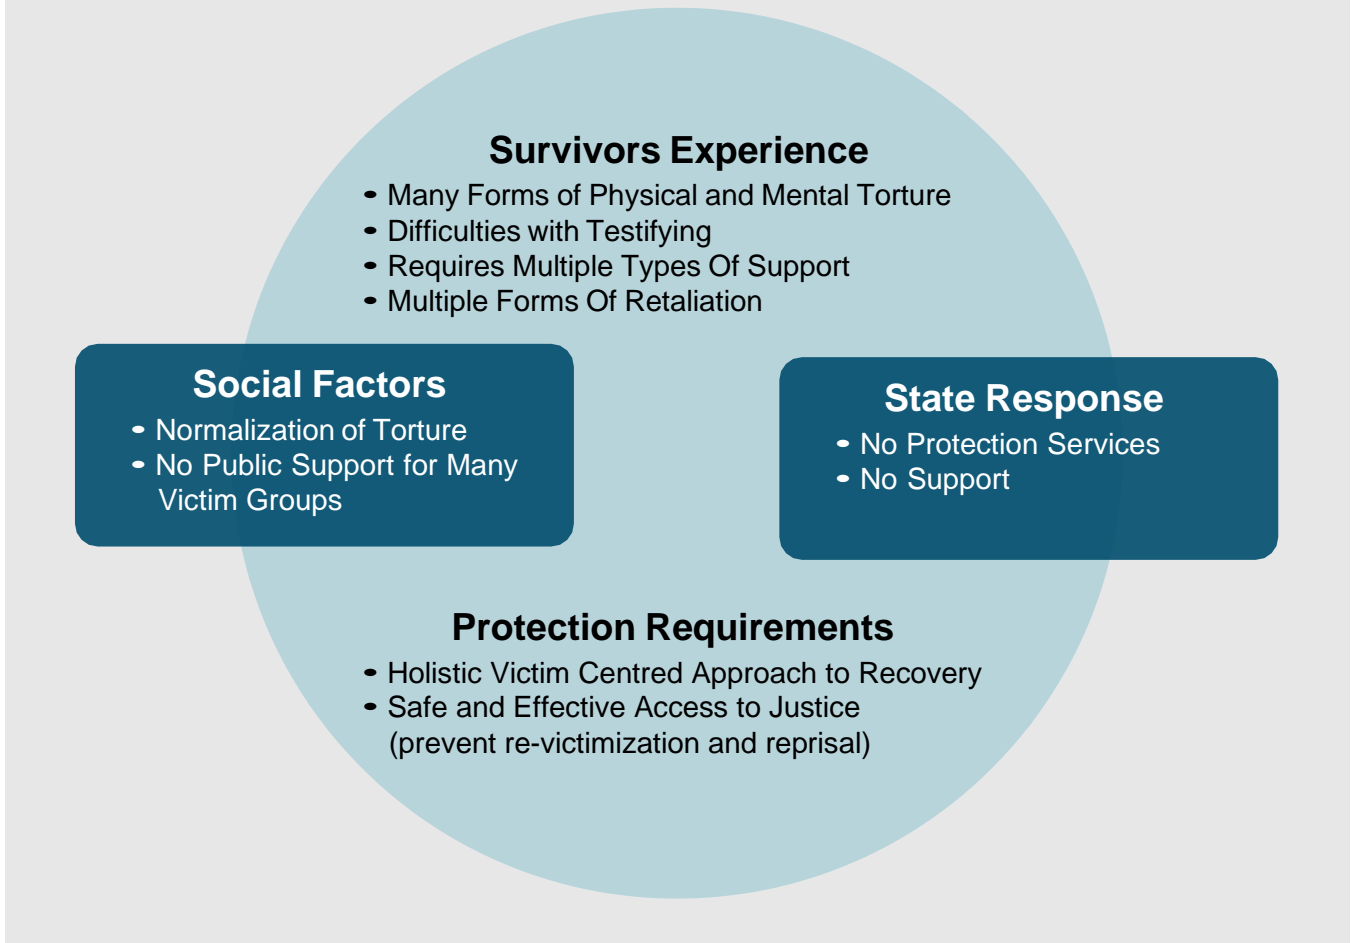 Survivors Experience
• Many Forms of Physical and Mental Torture
• Difficulties with Testifying
• Requires Multiple Types Of Support
• Multiple Forms Of Retaliation
Social Factors
• Normalization of Torture
• No Public Support for Many
Victim Groups
State Response
• No Protection Services
• No Support
Protection Requirements
• Holistic Victim Centred Approach to Recovery
• Safe and Effective Access to Justice
(prevent re-victimization and reprisal)